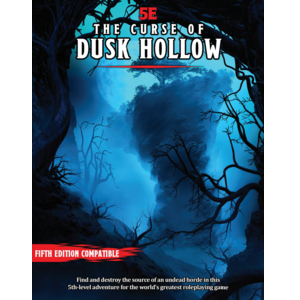 5E
THE CURSE OF
DUSK HOLLOW
FIFTH EDITION COMPATIBLE
Find and destroy the source of an undead horde in this
5th-level adventure for the world's greatest roleplaying game